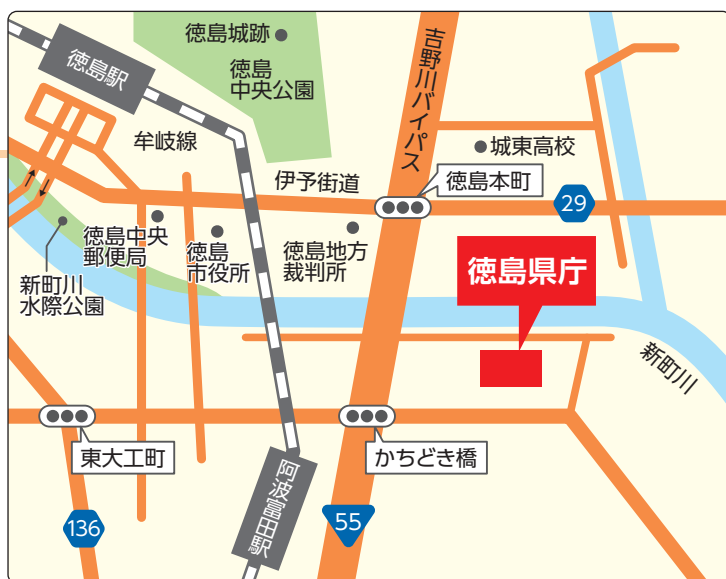 徳島城跡
徳島
中央公園
吉野川バイパス
徳島駅
牟岐線
城東高校
伊予街道
徳島本町
29
徳島中央
郵便局
徳島
市役所
徳島地方
裁判所
徳島県庁
新町川
水際公園
新町川
東大工町
かちどき橋
阿波富田駅
136
55